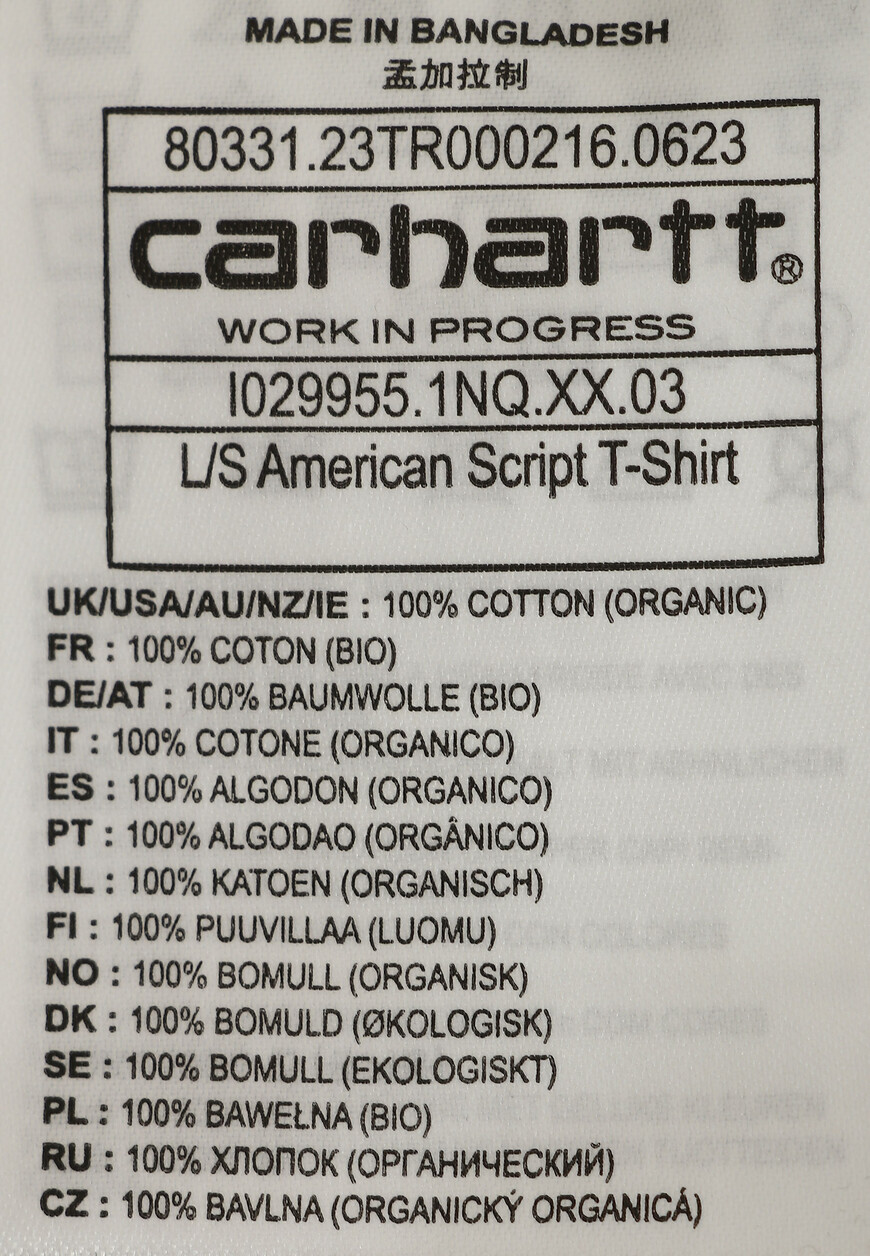 MADE IN BANGLADESH
孟加拉制
80331.23TR000216.0623
carhartt®
WORK IN PROGRESS
I029955.1NQ.XX.03
L/S American Script T-Shirt
UK/USA/AU/NZ/IE : 100% COTTON (ORGANIC)
FR : 100% COTON (BIO)
DE/AT : 100% BAUMWOLLE (BIO)
IT : 100% COTONE (ORGANICO)
ES : 100% ALGODON (ORGANICO)
PT : 100% ALGODAO (ORGÂNICO)
NL : 100% KATOEN (ORGANISCH)
FI : 100% PUUVILLAA (LUOMU)
NO : 100% BOMULL (ORGANISK)
DK : 100% BOMULD (ØKOLOGISK)
SE : 100% BOMULL (EKOLOGISKT)
PL : 100% BAWEŁNA (BIO)
RU : 100% ХЛОПОК (ОРГАНИЧЕСКИЙ)
CZ : 100% BAVLNA (ORGANICKÝ ORGANICÁ)